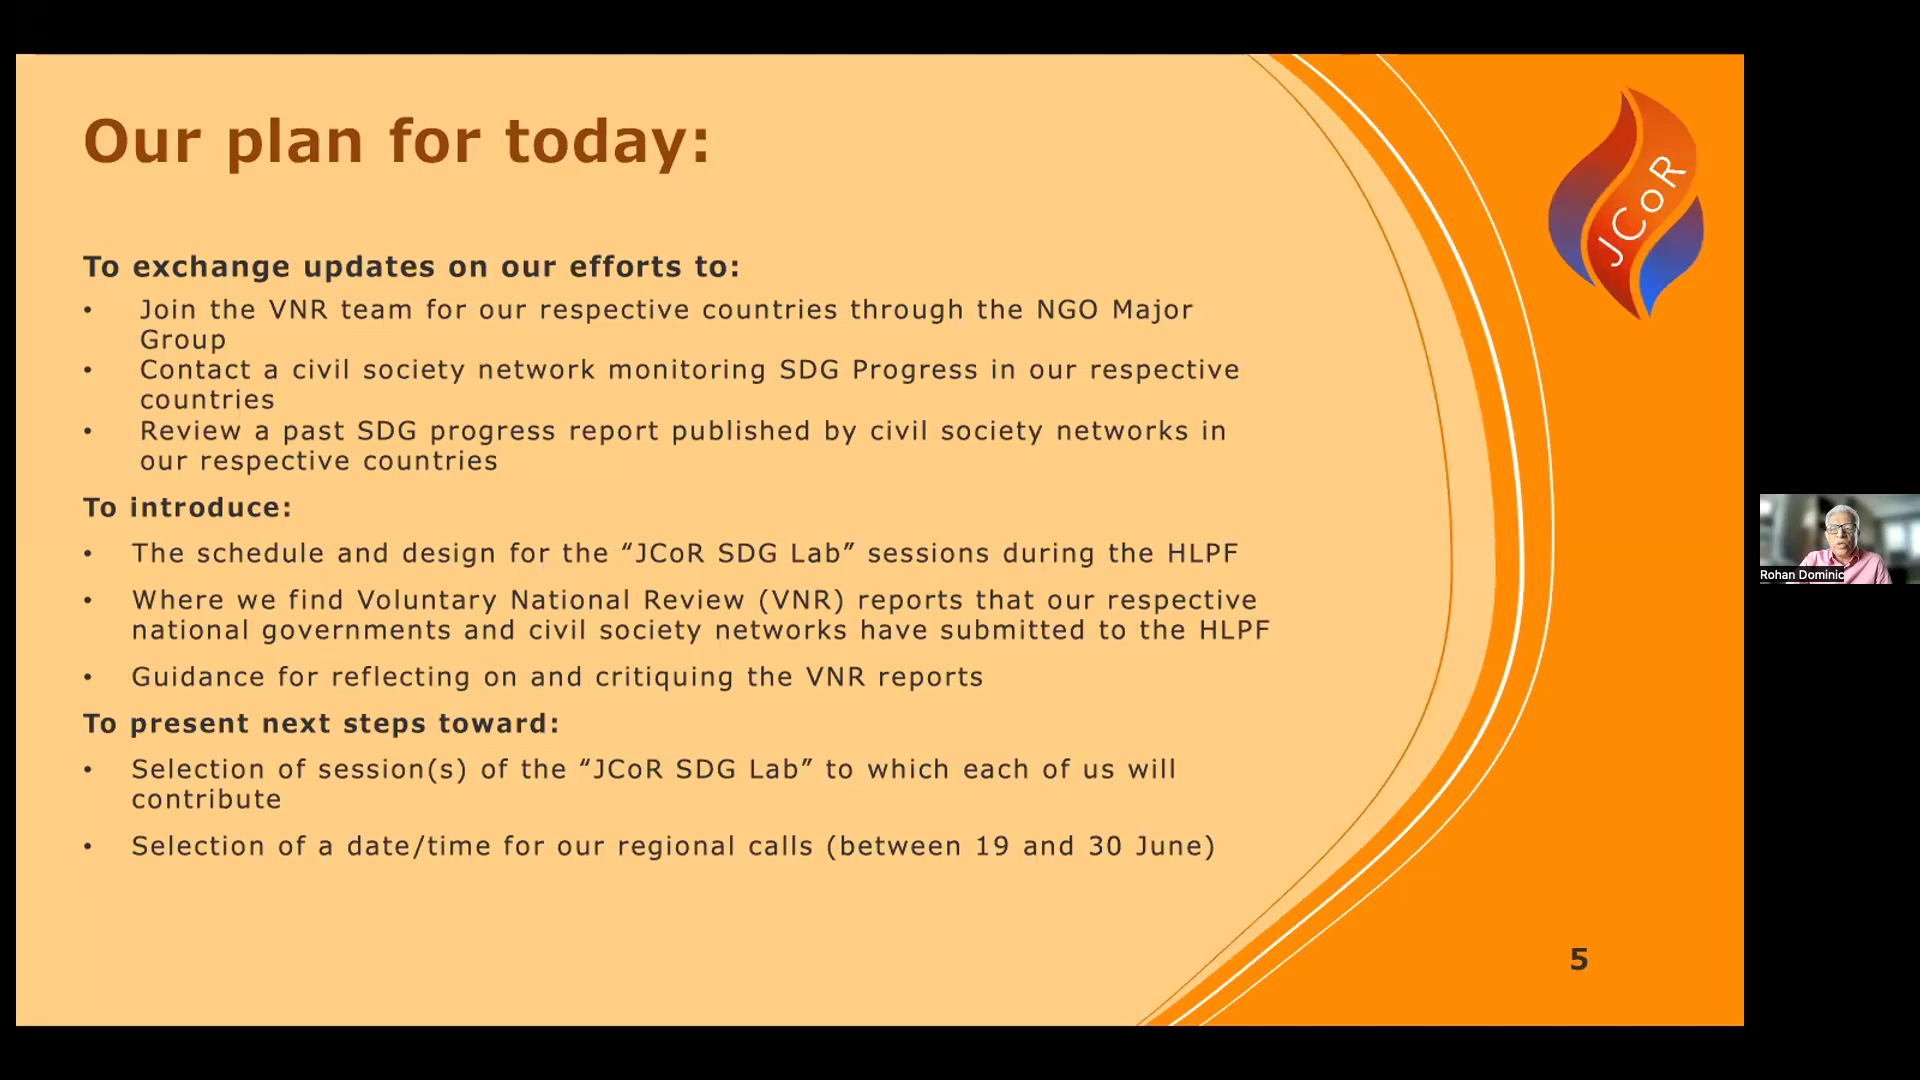 Our plan for today:
JCoR
To exchange updates on our efforts to:
• Join the VNR team for our respective countries through the NGO Major
Group
• Contact a civil society network monitoring SDG Progress in our respective
countries
• Review a past SDG progress report published by civil society networks in
our respective countries
To introduce:
• The schedule and design for the “JCoR SDG Lab” sessions during the HLPF
• Where we find Voluntary National Review (VNR) reports that our respective
national governments and civil society networks have submitted to the HLPF
• Guidance for reflecting on and critiquing the VNR reports
To present next steps toward:
• Selection of session(s) of the “JCoR SDG Lab” to which each of us will
contribute
• Selection of a date/time for our regional calls (between 19 and 30 June)
5
Rohan Dominic